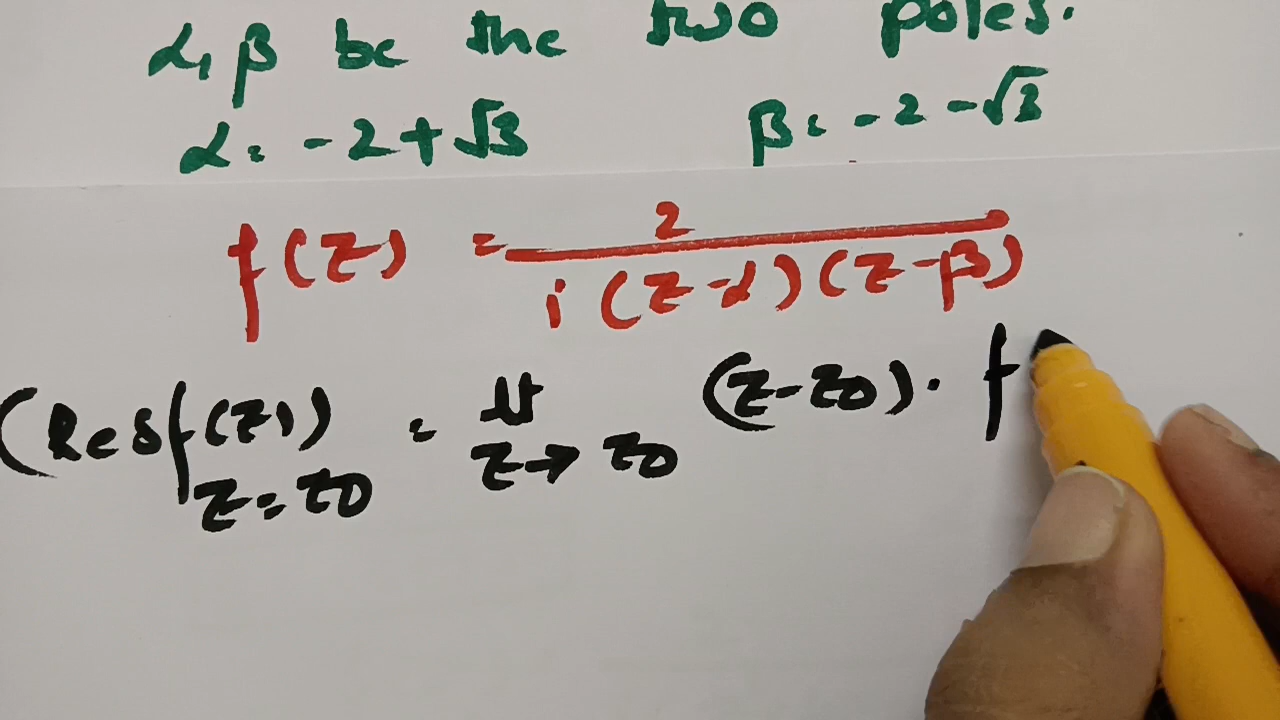 α, β be the two poles.
α = -2+√3 β = -2-√3
f(z) = 2
i(z-α)(z-β)
(Res f(z)) = lt (z-z0). f
z=z0 z→z0